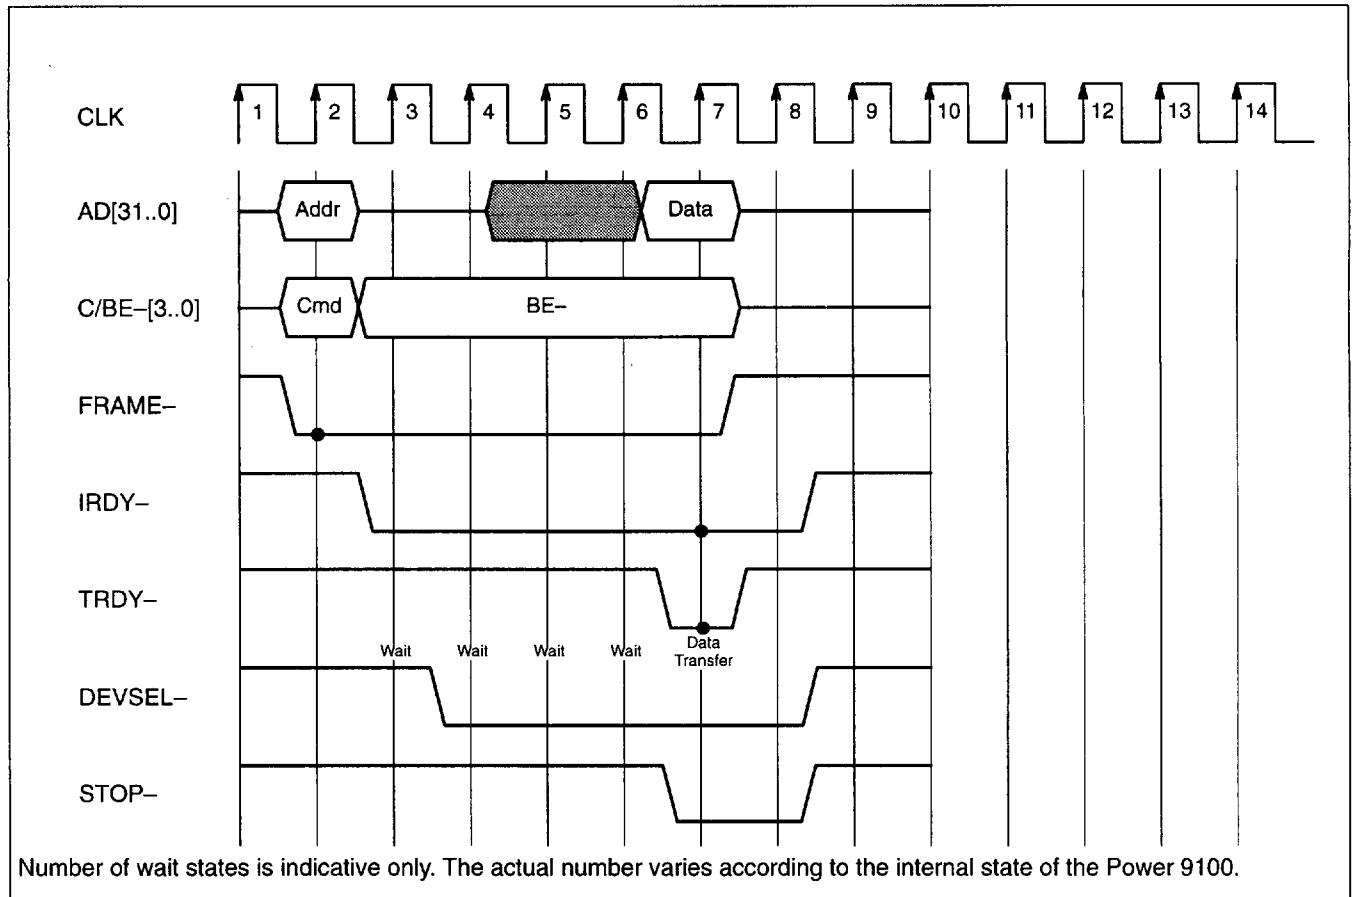 CLK 1 2 3 4 5 6 7 8 9 10 11 12 13 14
AD[31..0] Addr Data
C/BE–[3..0] Cmd BE–
FRAME–
IRDY–
TRDY–
Wait Wait Wait Wait Data
Transfer
DEVSEL–
STOP–
Number of wait states is indicative only. The actual number varies according to the internal state of the Power 9100.